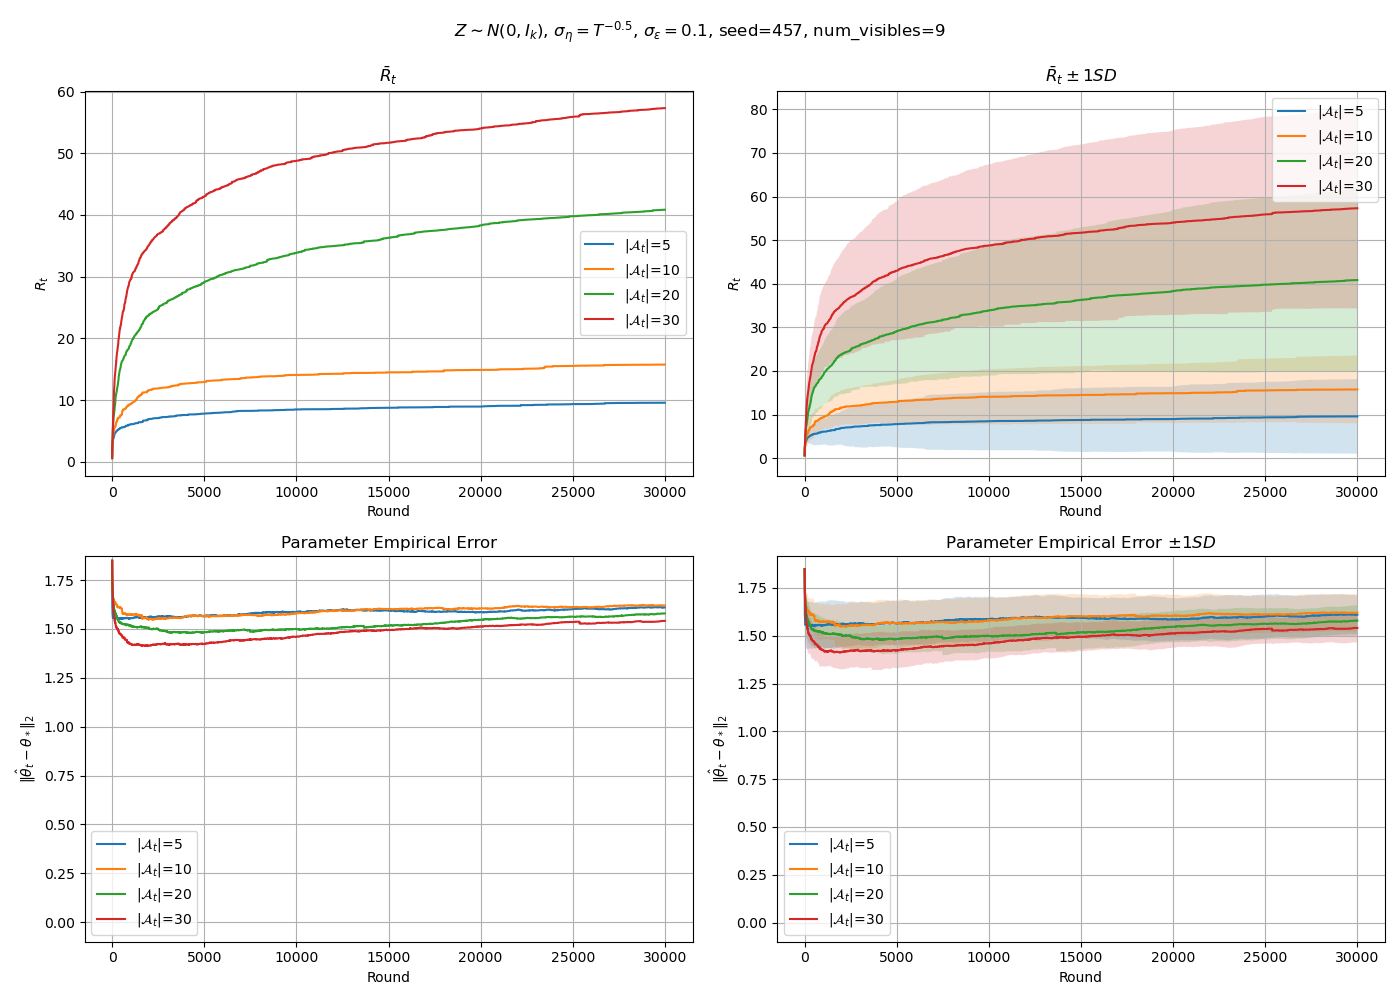 Z ∼ N(0, I_k), σ_η = T^{−0.5}, σ_ε = 0.1, seed=457, num_visibles=9
R̄_t
60
50
40
30
20
10
0
R_t
0 5000 10000 15000 20000 25000 30000
Round
|𝒜_t|=5
|𝒜_t|=10
|𝒜_t|=20
|𝒜_t|=30
R̄_t ± 1SD
80
70
60
50
40
30
20
10
0
R_t
0 5000 10000 15000 20000 25000 30000
Round
|𝒜_t|=5
|𝒜_t|=10
|𝒜_t|=20
|𝒜_t|=30
Parameter Empirical Error
1.75
1.50
1.25
1.00
0.75
0.50
0.25
0.00
‖θ̂_t − θ_*‖_2
0 5000 10000 15000 20000 25000 30000
Round
|𝒜_t|=5
|𝒜_t|=10
|𝒜_t|=20
|𝒜_t|=30
Parameter Empirical Error ±1SD
1.75
1.50
1.25
1.00
0.75
0.50
0.25
0.00
‖θ̂_t − θ_*‖_2
0 5000 10000 15000 20000 25000 30000
Round
|𝒜_t|=5
|𝒜_t|=10
|𝒜_t|=20
|𝒜_t|=30